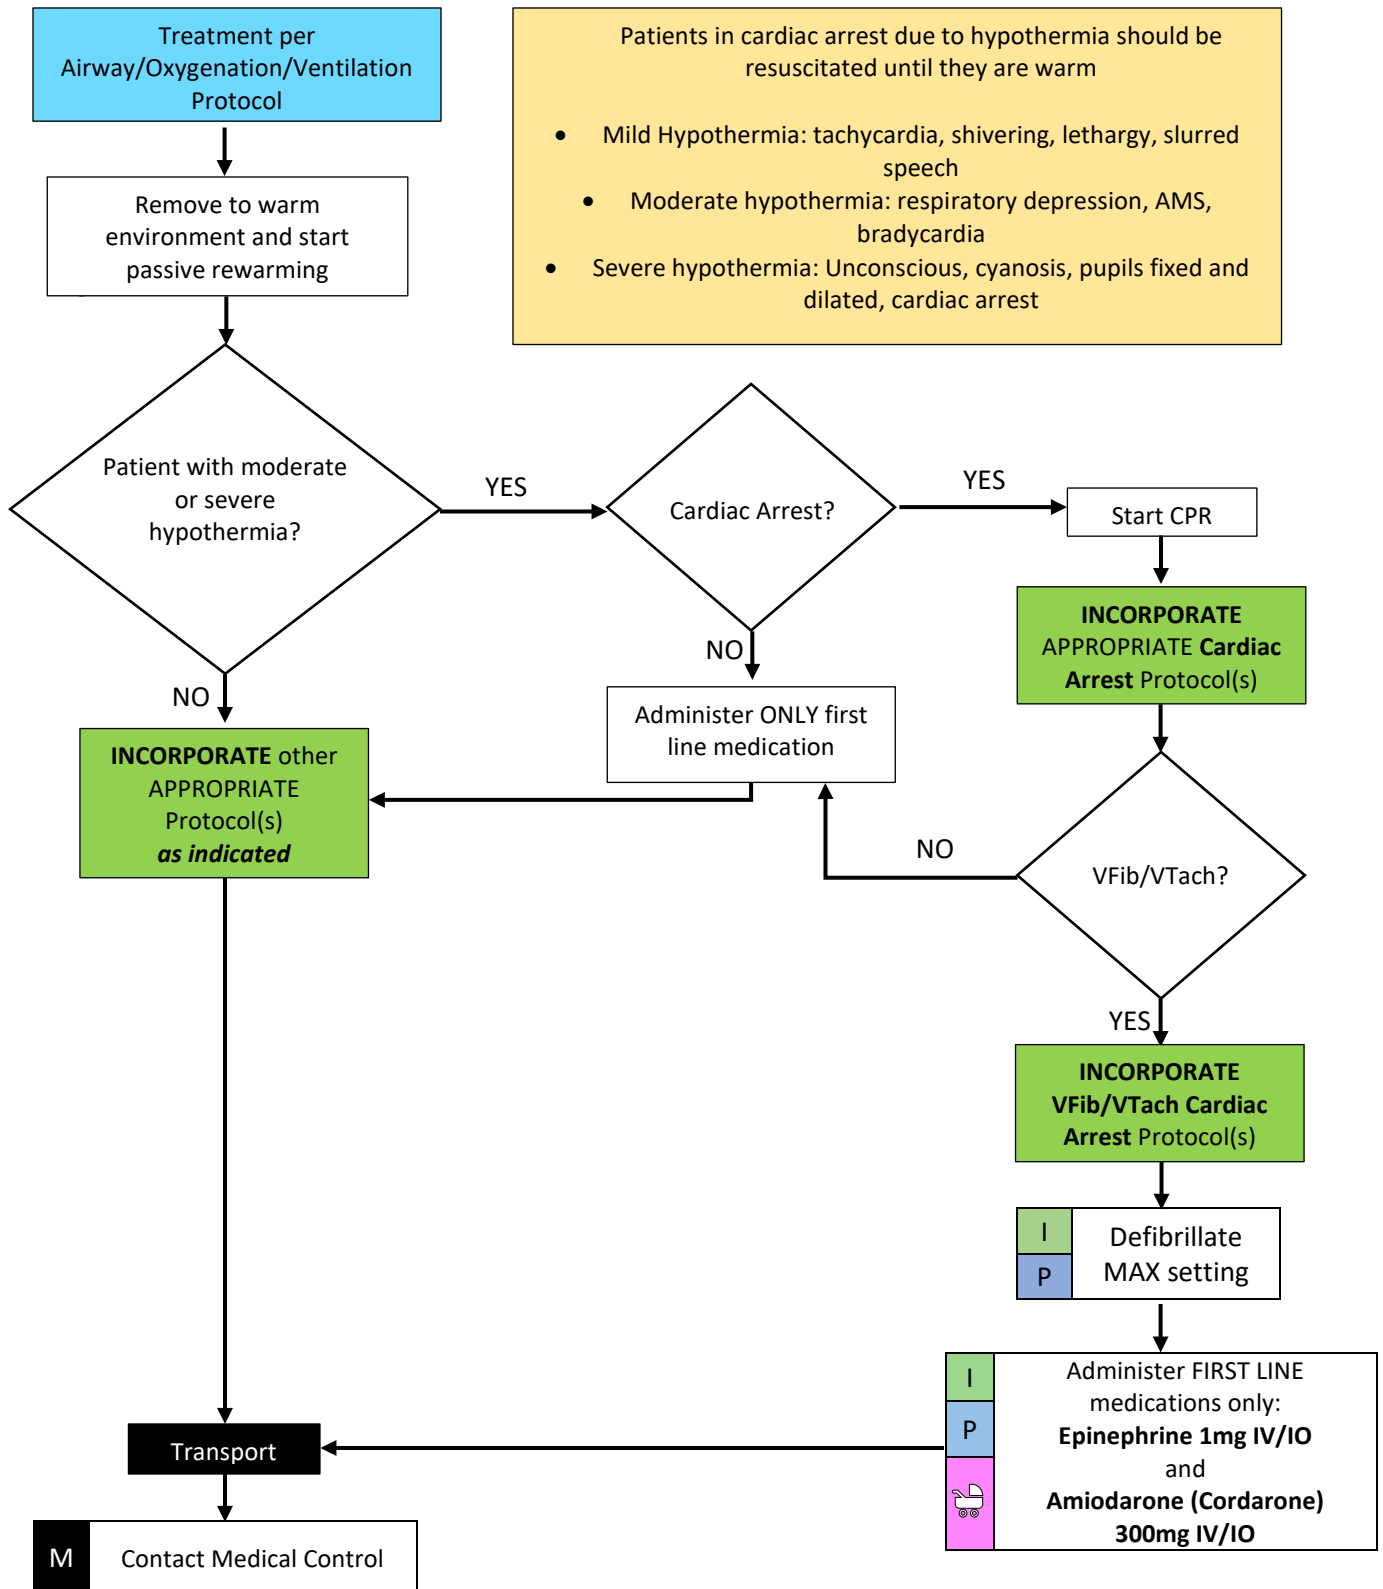 Treatment per
Airway/Oxygenation/Ventilation
Protocol
Patients in cardiac arrest due to hypothermia should be
resuscitated until they are warm
• Mild Hypothermia: tachycardia, shivering, lethargy, slurred
speech
• Moderate hypothermia: respiratory depression, AMS,
bradycardia
• Severe hypothermia: Unconscious, cyanosis, pupils fixed and
dilated, cardiac arrest
Remove to warm
environment and start
passive rewarming
Patient with moderate
or severe
hypothermia?
YES
Cardiac Arrest?
YES
Start CPR
INCORPORATE
APPROPRIATE Cardiac
Arrest Protocol(s)
NO
Administer ONLY first
line medication
NO
INCORPORATE other
APPROPRIATE
Protocol(s)
as indicated
NO
VFib/VTach?
YES
INCORPORATE
VFib/VTach Cardiac
Arrest Protocol(s)
I
P
Defibrillate
MAX setting
I
P
Administer FIRST LINE
medications only:
Epinephrine 1mg IV/IO
and
Amiodarone (Cordarone)
300mg IV/IO
Transport
M
Contact Medical Control